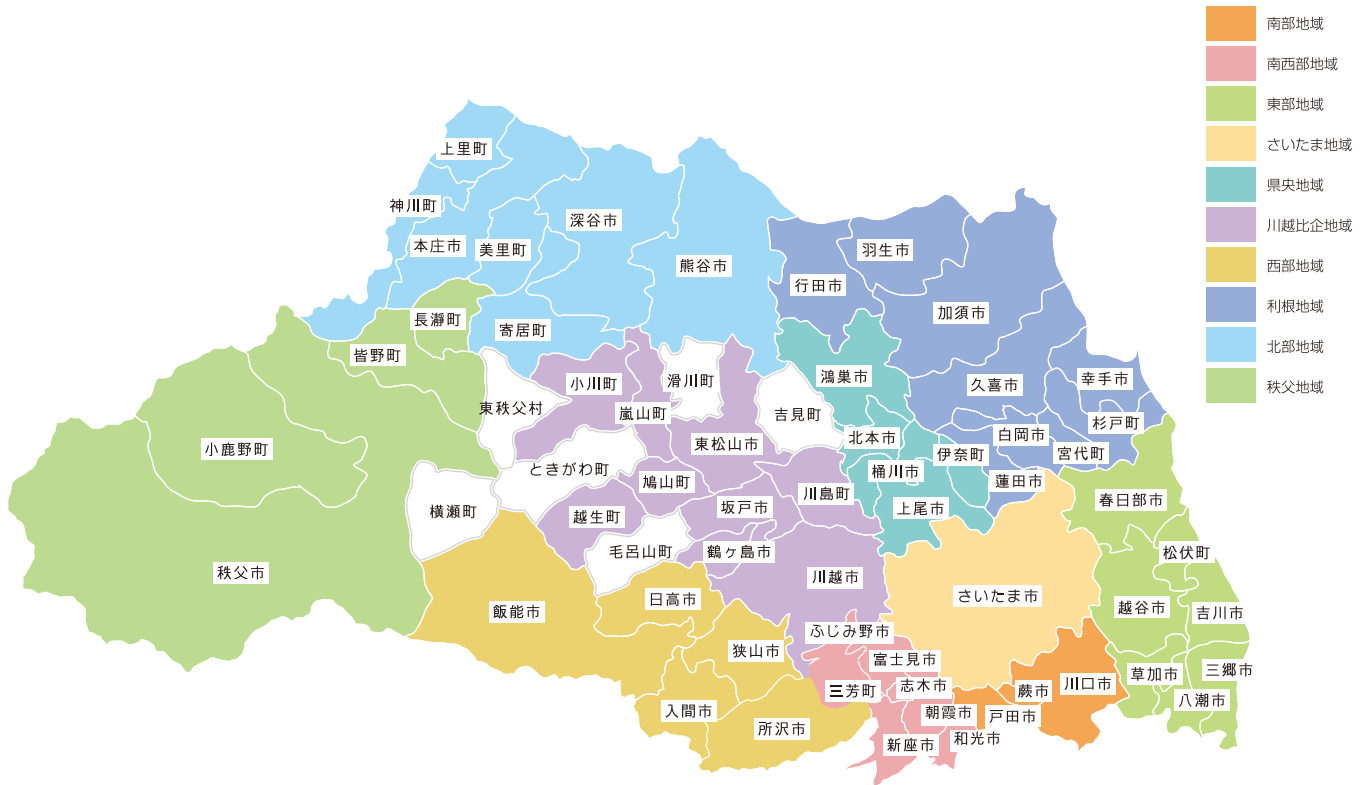 南部地域
南西部地域
東部地域
さいたま地域
県央地域
川越比企地域
西部地域
利根地域
北部地域
秩父地域
上里町
神川町
本庄市
美里町
深谷市
熊谷市
行田市
羽生市
加須市
長瀞町
寄居町
皆野町
小川町
滑川町
鴻巣市
久喜市
幸手市
東秩父村
嵐山町
吉見町
杉戸町
小鹿野町
東松山市
北本市
白岡市
伊奈町
宮代町
ときがわ町
桶川市
鳩山町
蓮田市
川島町
春日部市
横瀬町
越生町
坂戸市
上尾市
毛呂山町
鶴ヶ島市
松伏町
秩父市
川越市
飯能市
日高市
さいたま市
越谷市
吉川市
ふじみ野市
狭山市
富士見市
三郷市
草加市
志木市
川口市
三芳町
蕨市
八潮市
入間市
朝霞市
戸田市
所沢市
和光市
新座市